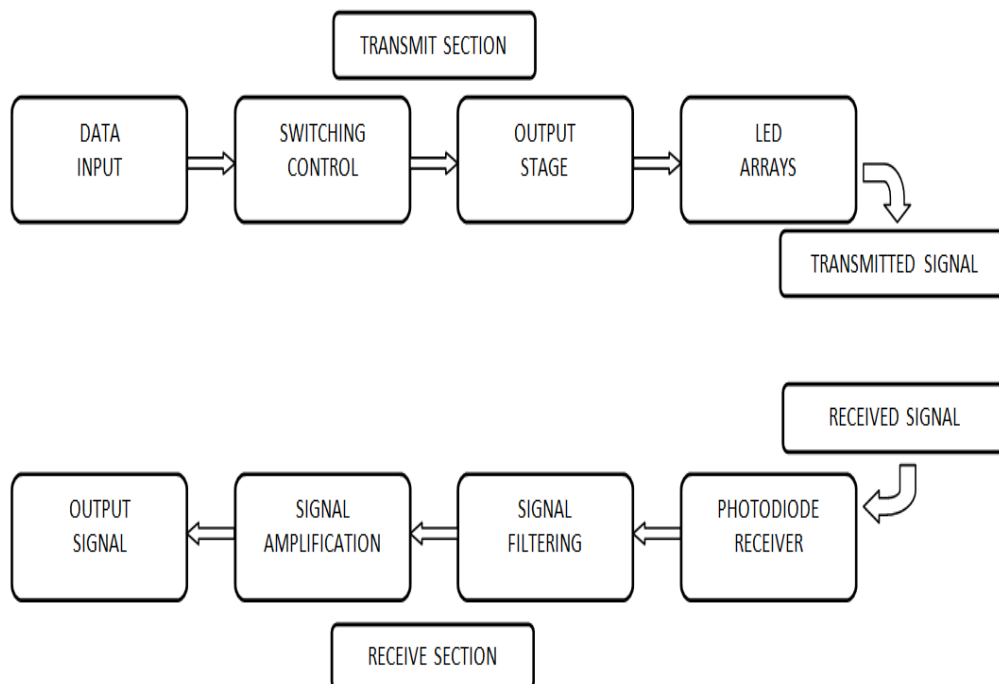 TRANSMIT SECTION
DATA
INPUT
SWITCHING
CONTROL
OUTPUT
STAGE
LED
ARRAYS
TRANSMITTED SIGNAL
RECEIVED SIGNAL
OUTPUT
SIGNAL
SIGNAL
AMPLIFICATION
SIGNAL
FILTERING
PHOTODIODE
RECEIVER
RECEIVE SECTION